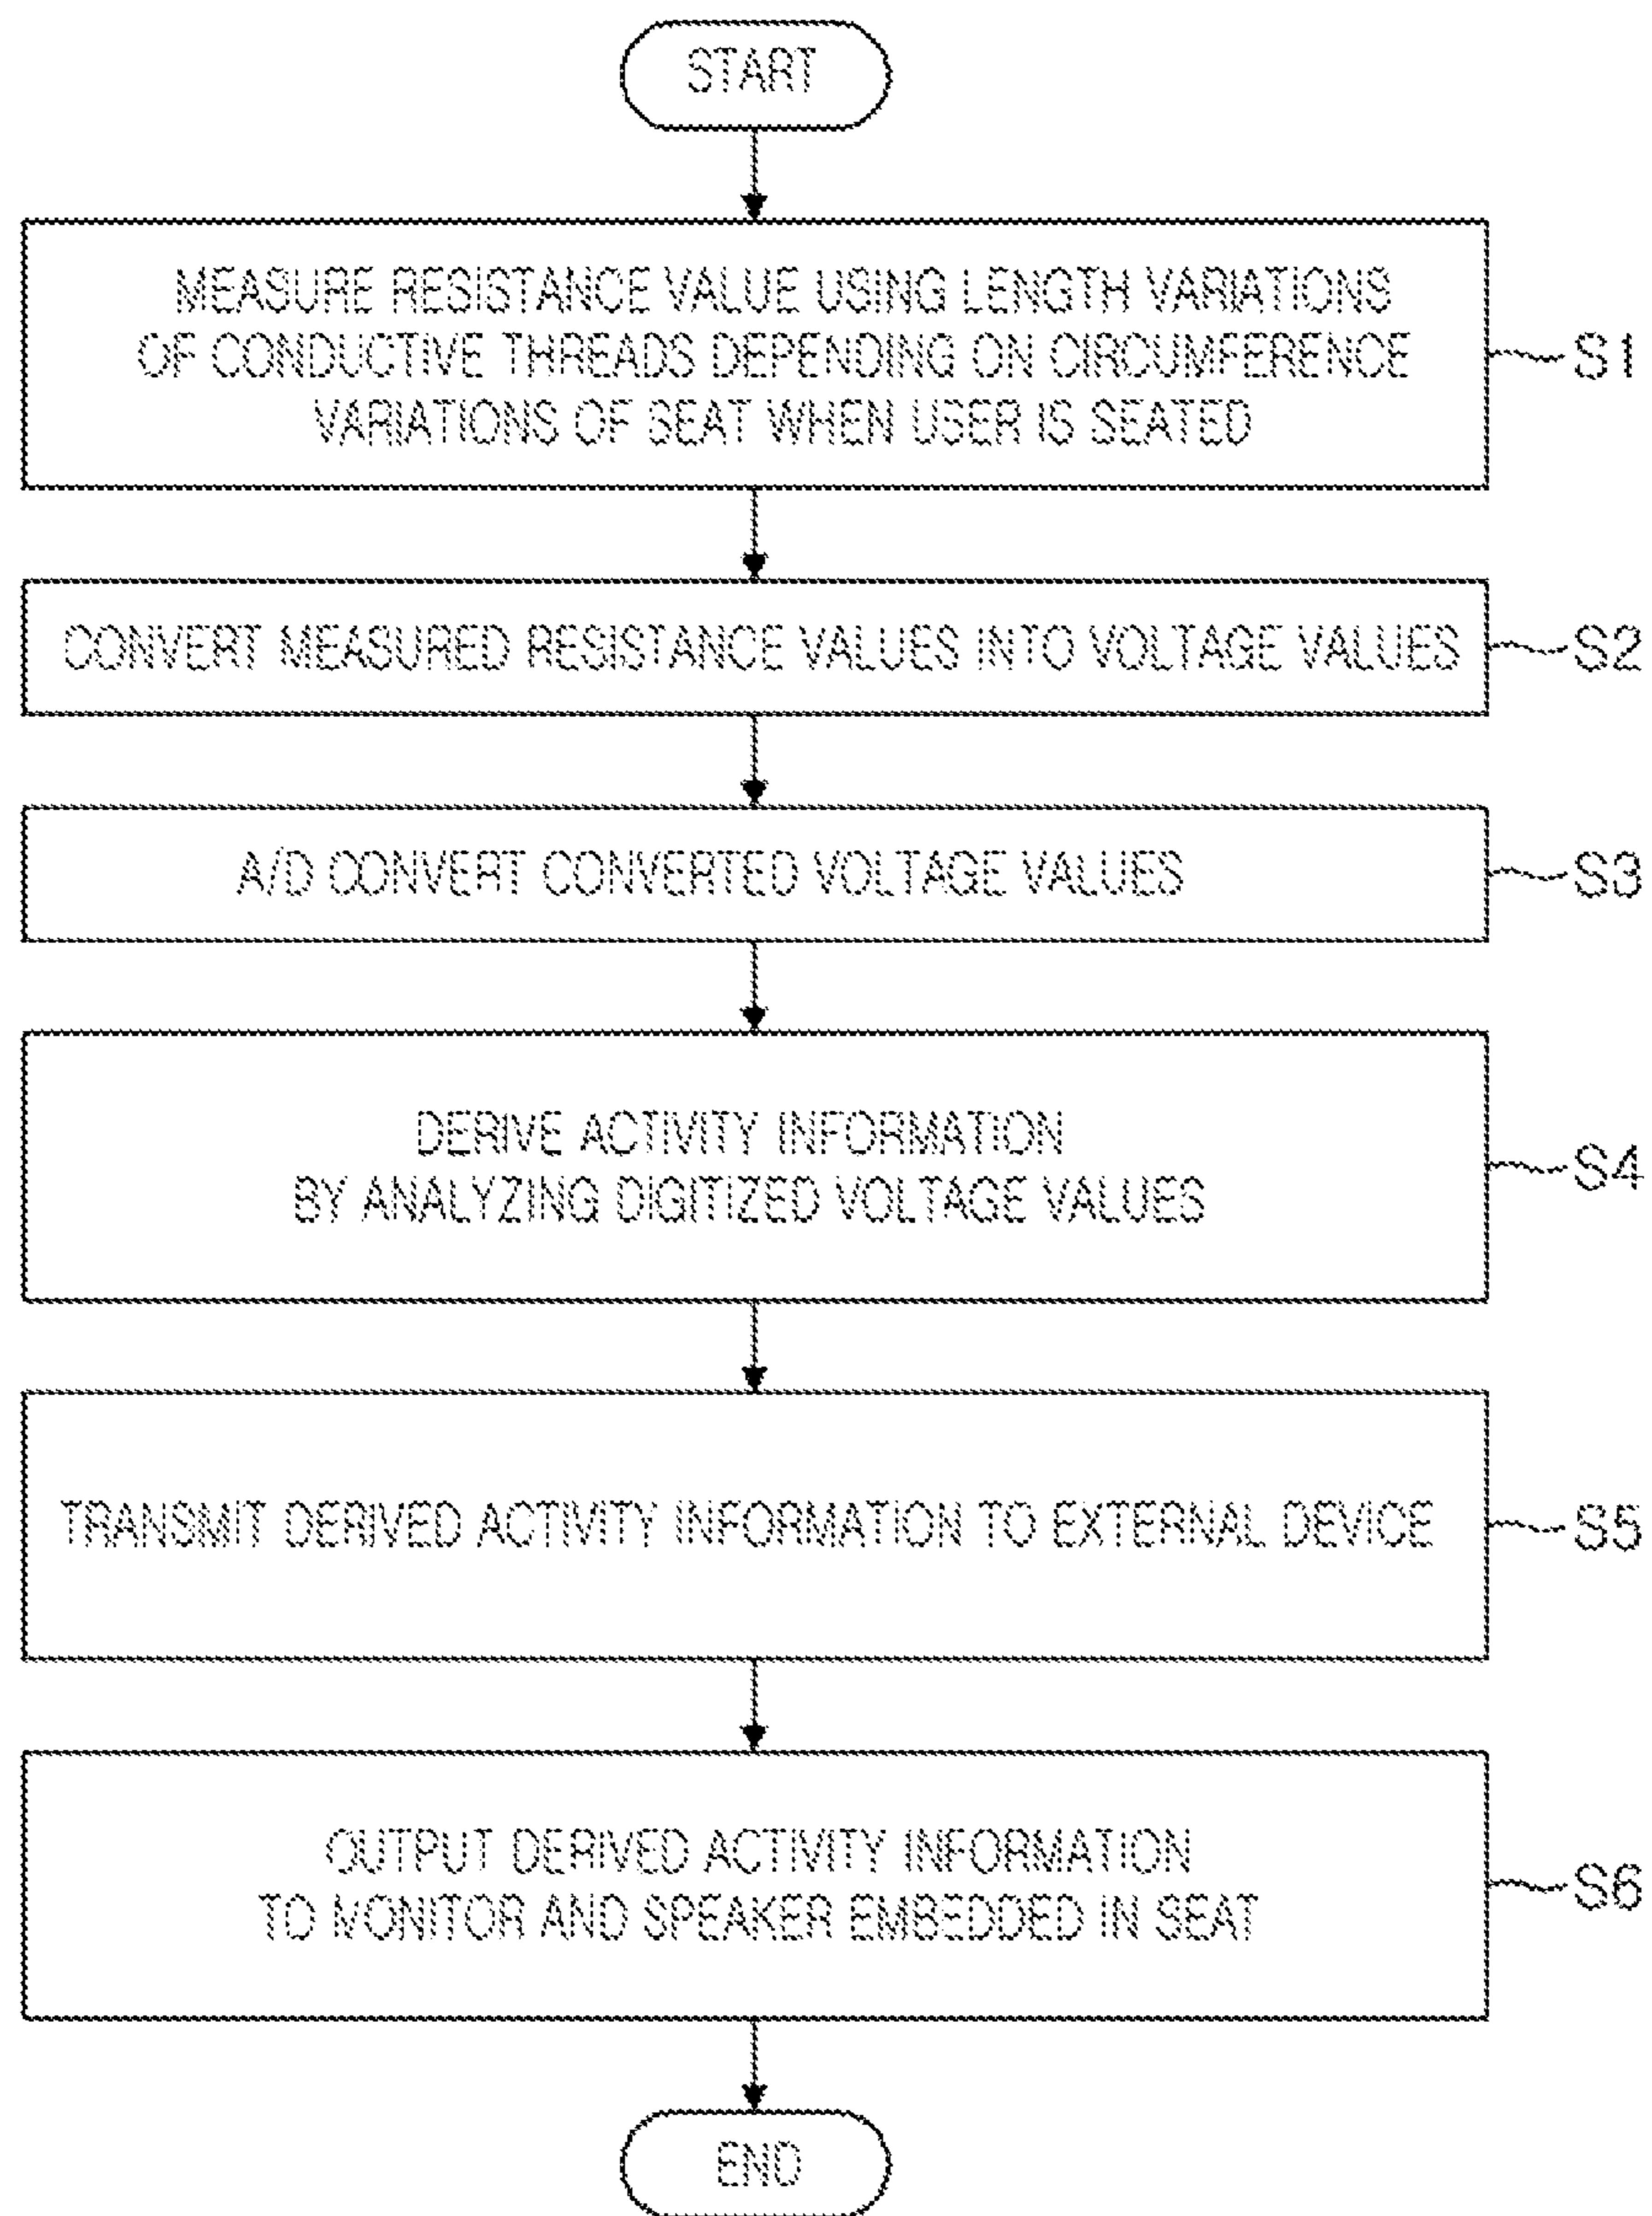 START
MEASURE RESISTANCE VALUE USING LENGTH VARIATIONS
OF CONDUCTIVE THREADS DEPENDING ON CIRCUMFERENCE
VARIATIONS OF SEAT WHEN USER IS SEATED
S1
CONVERT MEASURED RESISTANCE VALUES INTO VOLTAGE VALUES
S2
A/D CONVERT CONVERTED VOLTAGE VALUES
S3
DERIVE ACTIVITY INFORMATION
BY ANALYZING DIGITIZED VOLTAGE VALUES
S4
TRANSMIT DERIVED ACTIVITY INFORMATION TO EXTERNAL DEVICE
S5
OUTPUT DERIVED ACTIVITY INFORMATION
TO MONITOR AND SPEAKER EMBEDDED IN SEAT
S6
END